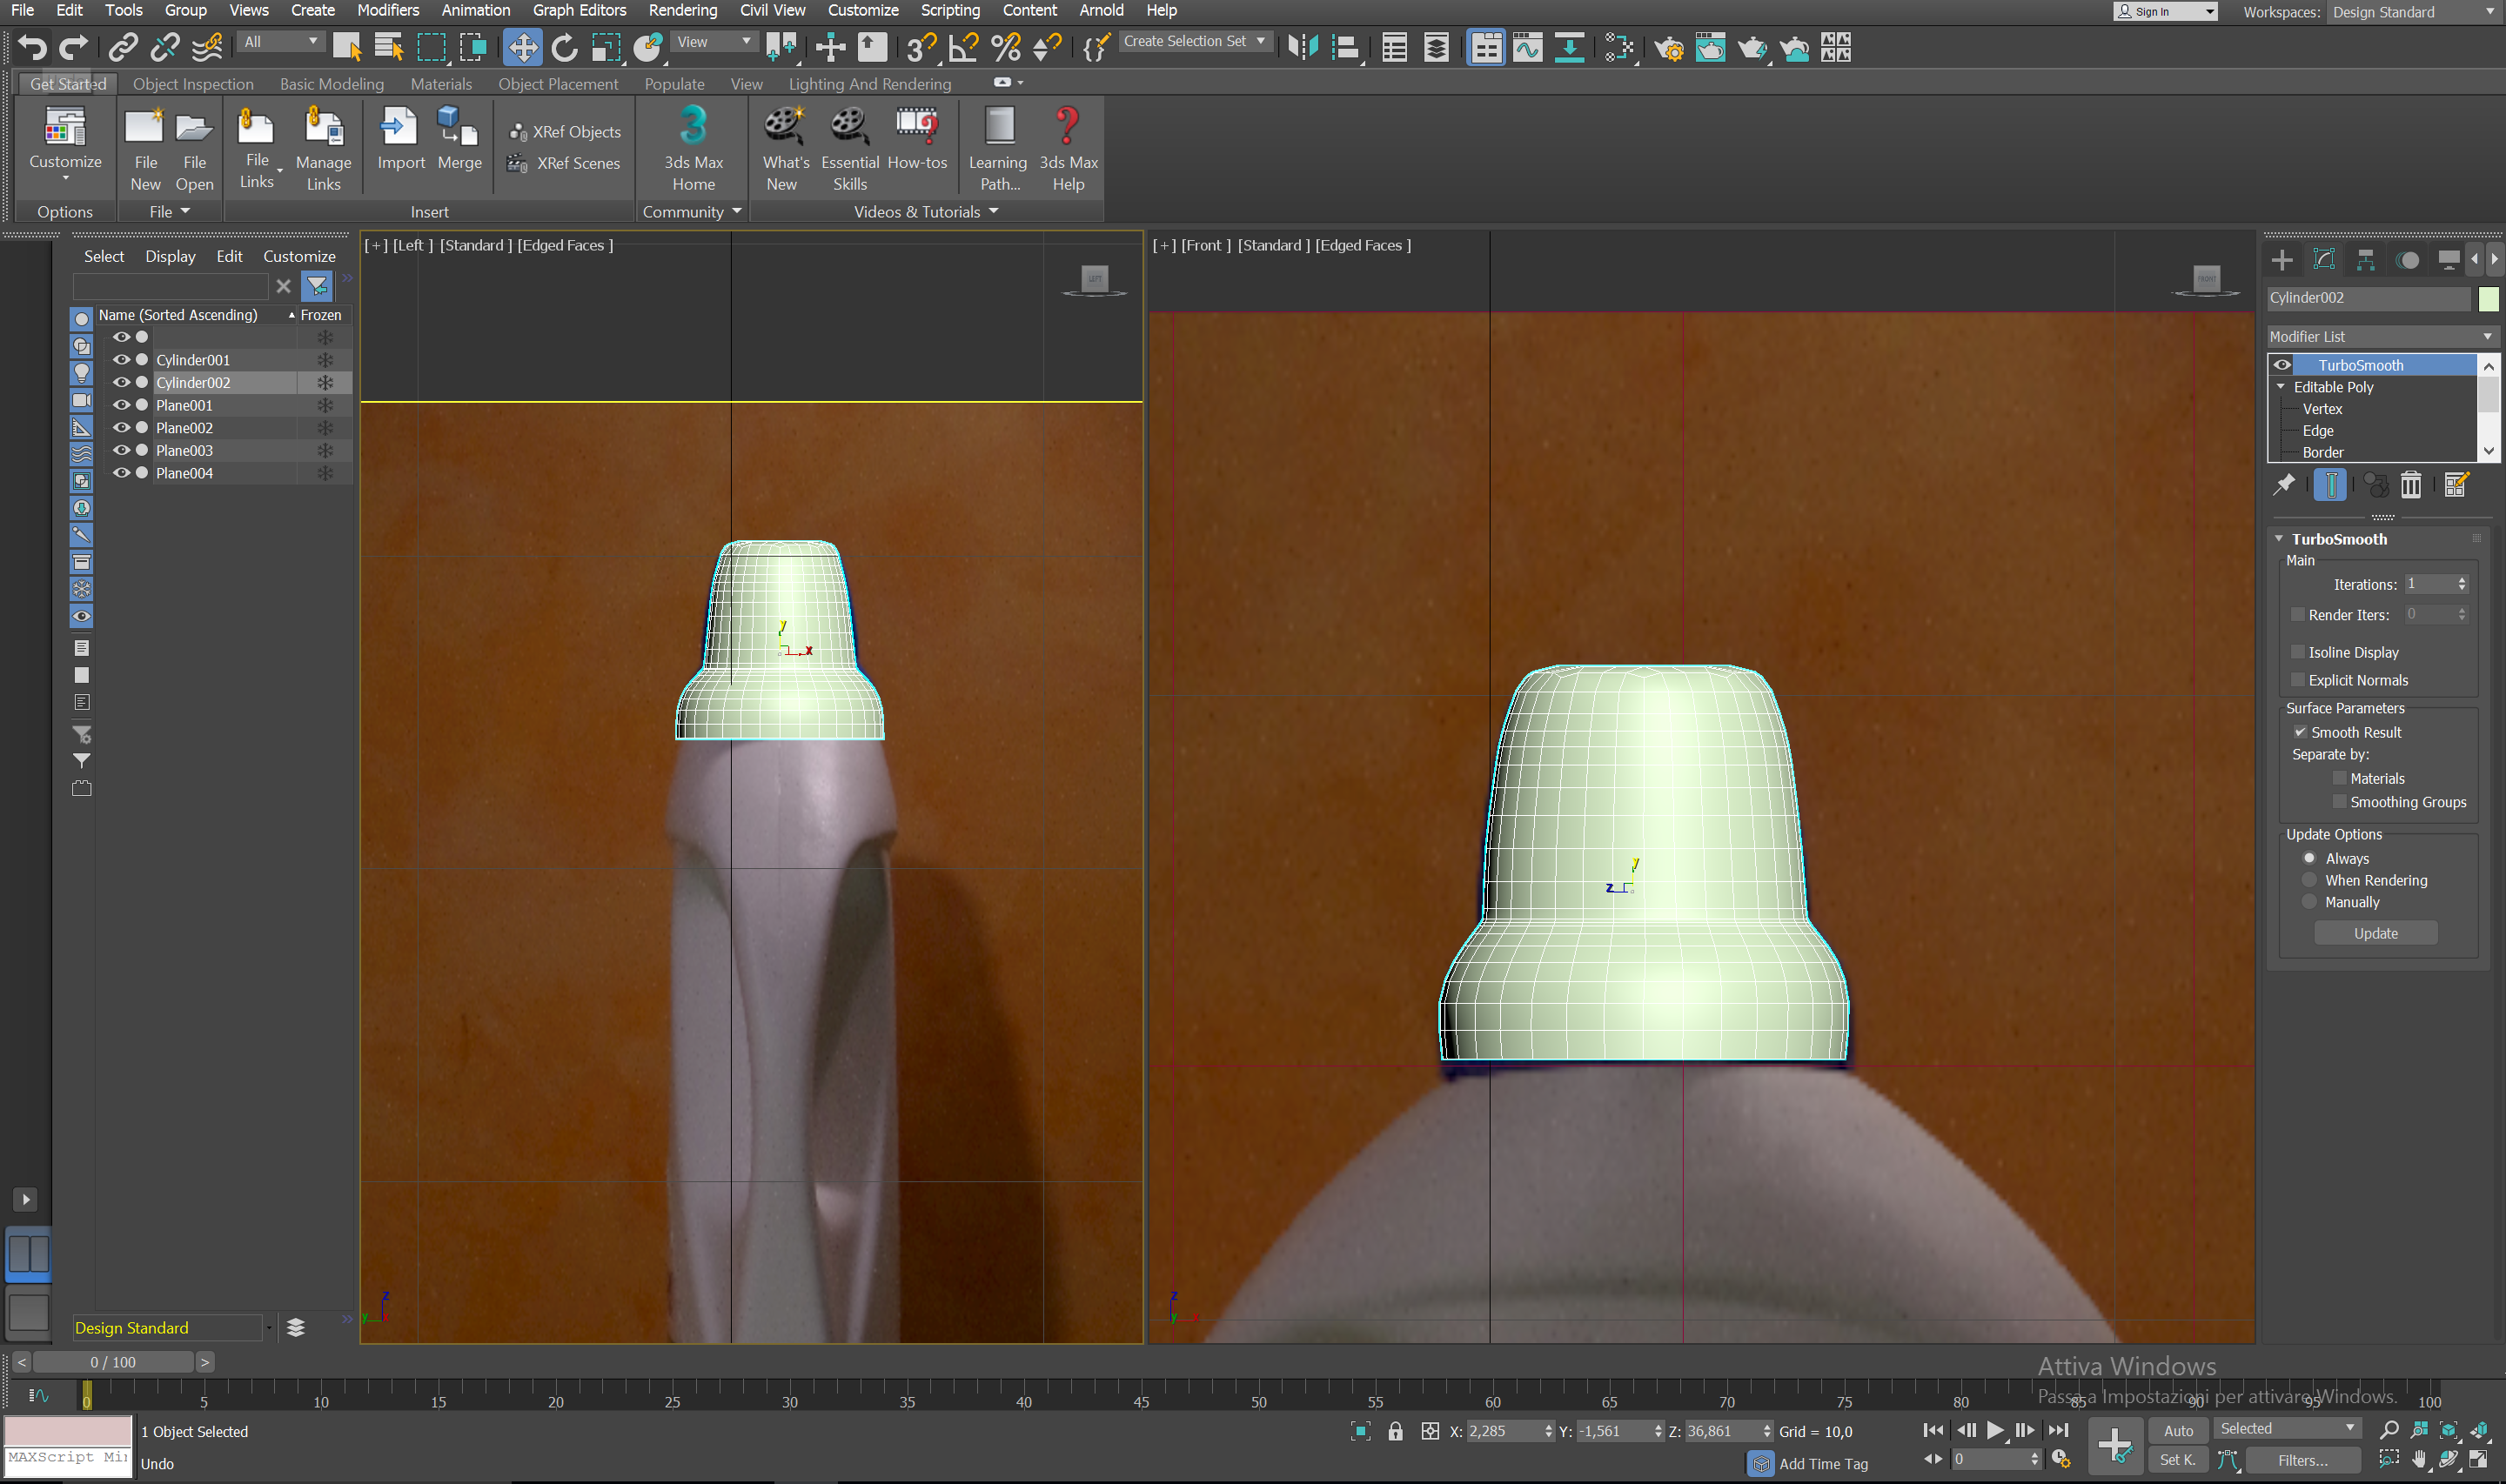 File Edit Tools Group Views Create Modifiers Animation Graph Editors Rendering Civil View Customize Scripting Content Arnold Help
Sign In
Workspaces: Design Standard
All
View
Create Selection Set
Get Started Object Inspection Basic Modeling Materials Object Placement Populate View Lighting And Rendering
Customize
File New
File Open
File Links
Manage Links
Import
Merge
XRef Objects
XRef Scenes
3ds Max Home
What's New
Essential Skills
How-tos
Learning Path...
3ds Max Help
Options
File
Insert
Community
Videos & Tutorials
Select Display Edit Customize
Name (Sorted Ascending) Frozen
Cylinder001
Cylinder002
Plane001
Plane002
Plane003
Plane004
Design Standard
[+] [Left ] [Standard ] [Edged Faces ]
LEFT
y
x
z
y
[+] [Front ] [Standard ] [Edged Faces ]
FRONT
y
z
z
y x
Cylinder002
Modifier List
TurboSmooth
Editable Poly
Vertex
Edge
Border
TurboSmooth
Main
Iterations: 1
Render Iters: 0
Isoline Display
Explicit Normals
Surface Parameters
Smooth Result
Separate by:
Materials
Smoothing Groups
Update Options
Always
When Rendering
Manually
Update
< 0 / 100 >
Attiva Windows
Passa a Impostazioni per attivare Windows.
0 5 10 15 20 25 30 35 40 45 50 55 60 65 70 75 80 85 90 95 100
1 Object Selected
X: 2,285 Y: -1,561 Z: 36,861 Grid = 10,0
Auto
Selected
MAXScript Mi
Undo
Add Time Tag
0
Set K.
Filters...